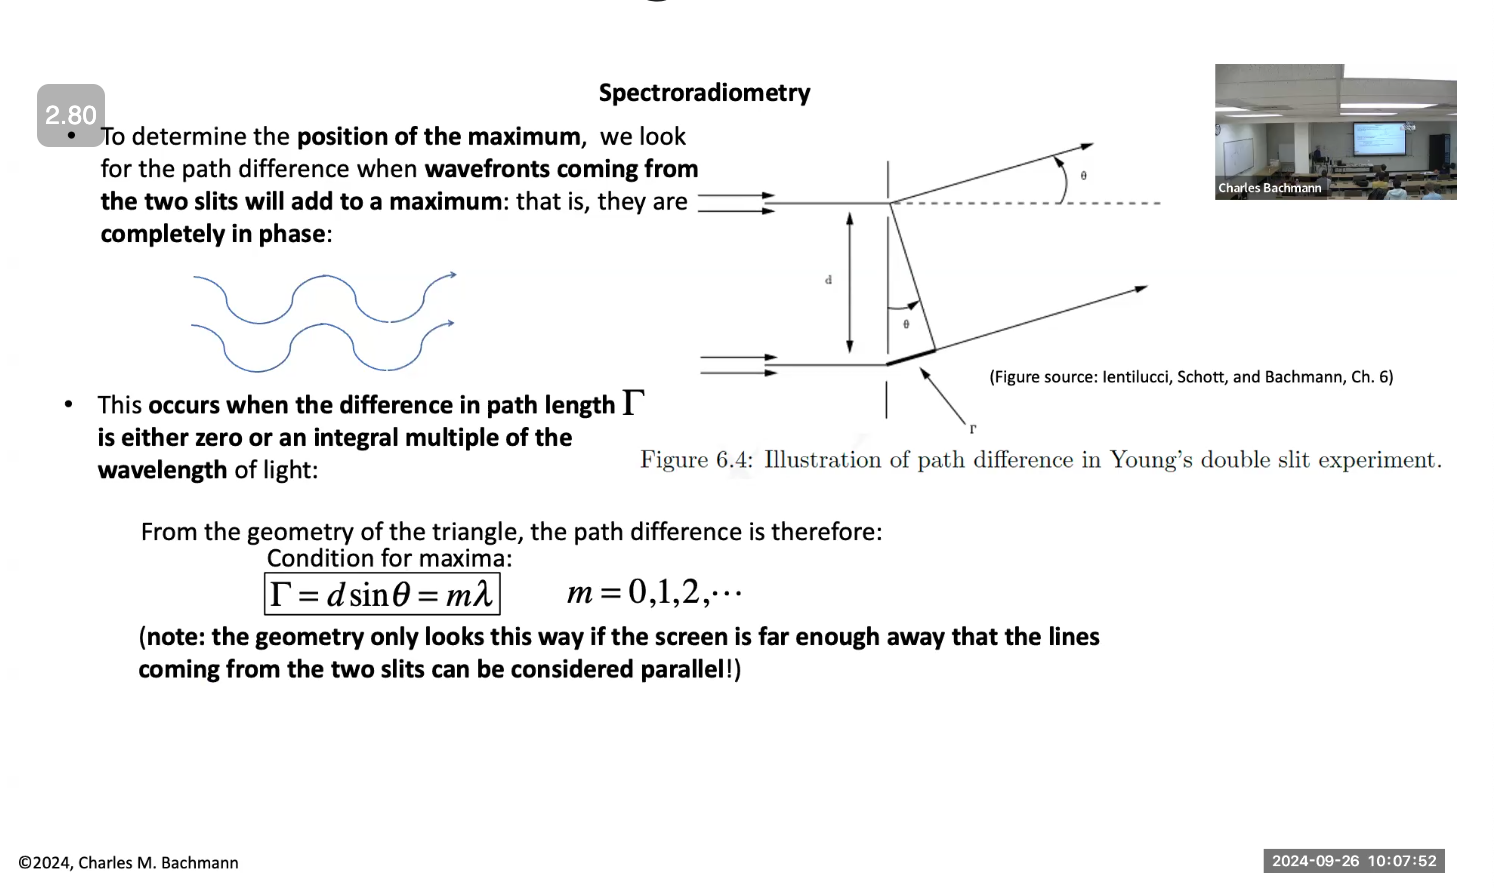 Spectroradiometry
2.80
• To determine the position of the maximum, we look
for the path difference when wavefronts coming from
the two slits will add to a maximum: that is, they are
completely in phase:
Charles Bachmann
θ
d
θ
(Figure source: Ientilucci, Schott, and Bachmann, Ch. 6)
• This occurs when the difference in path length Γ
is either zero or an integral multiple of the
wavelength of light:
Γ
Figure 6.4: Illustration of path difference in Young's double slit experiment.
From the geometry of the triangle, the path difference is therefore:
Condition for maxima:
Γ = d sinθ = mλ m = 0,1,2,⋯
(note: the geometry only looks this way if the screen is far enough away that the lines
coming from the two slits can be considered parallel!)
©2024, Charles M. Bachmann
2024-09-26 10:07:52